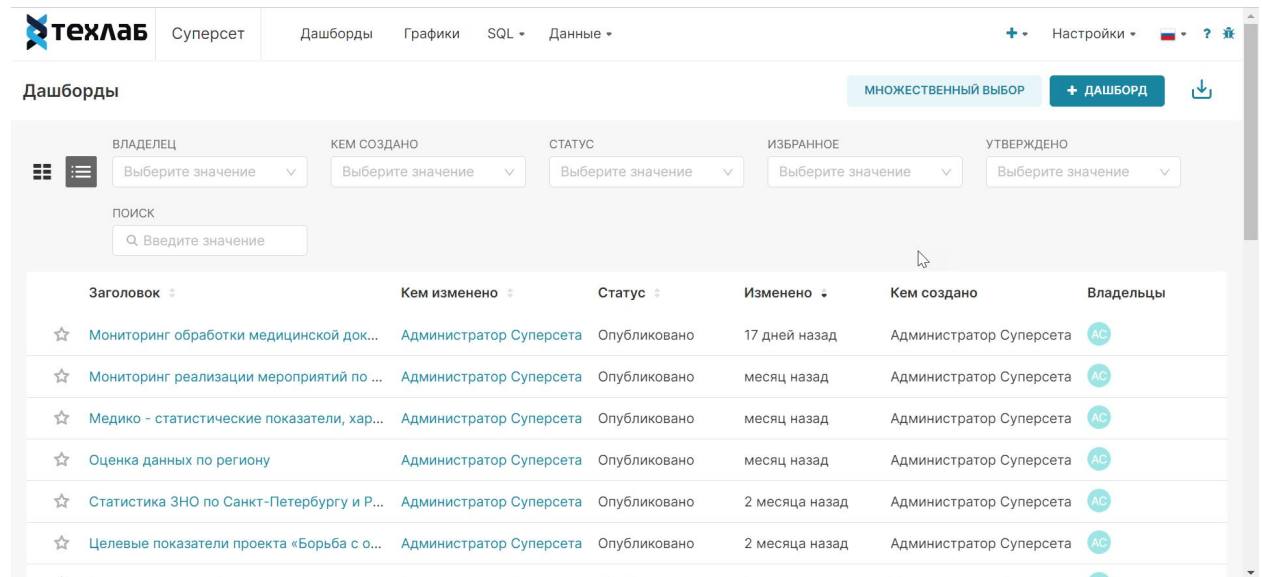 техлаб Суперсет Дашборды Графики SQL Данные + Настройки ?
Дашборды МНОЖЕСТВЕННЫЙ ВЫБОР + ДАШБОРД
ВЛАДЕЛЕЦ КЕМ СОЗДАНО СТАТУС ИЗБРАННОЕ УТВЕРЖДЕНО
Выберите значение Выберите значение Выберите значение Выберите значение Выберите значение
ПОИСК
Введите значение
Заголовок Кем изменено Статус Изменено Кем создано Владельцы
Мониторинг обработки медицинской док... Администратор Суперсета Опубликовано 17 дней назад Администратор Суперсета АС
Мониторинг реализации мероприятий по ... Администратор Суперсета Опубликовано месяц назад Администратор Суперсета АС
Медико - статистические показатели, хар... Администратор Суперсета Опубликовано месяц назад Администратор Суперсета АС
Оценка данных по региону Администратор Суперсета Опубликовано месяц назад Администратор Суперсета АС
Статистика ЗНО по Санкт-Петербургу и Р... Администратор Суперсета Опубликовано 2 месяца назад Администратор Суперсета АС
Целевые показатели проекта «Борьба с о... Администратор Суперсета Опубликовано 2 месяца назад Администратор Суперсета АС